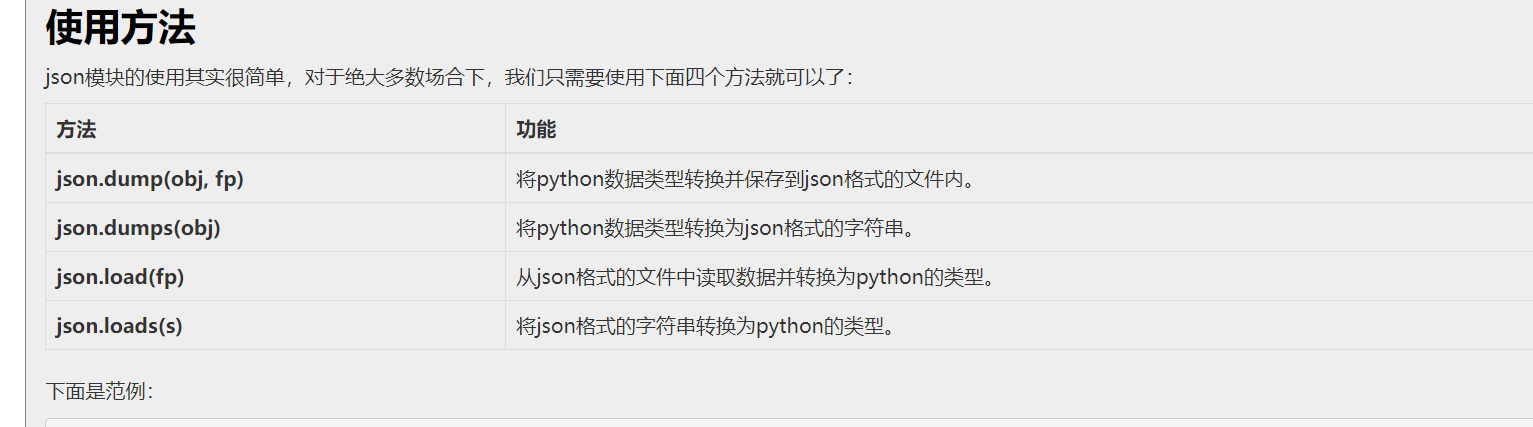 使用方法
json模块的使用其实很简单，对于绝大多数场合下，我们只需要使用下面四个方法就可以了：
方法 功能
json.dump(obj, fp) 将python数据类型转换并保存到json格式的文件内。
json.dumps(obj) 将python数据类型转换为json格式的字符串。
json.load(fp) 从json格式的文件中读取数据并转换为python的类型。
json.loads(s) 将json格式的字符串转换为python的类型。
下面是范例：